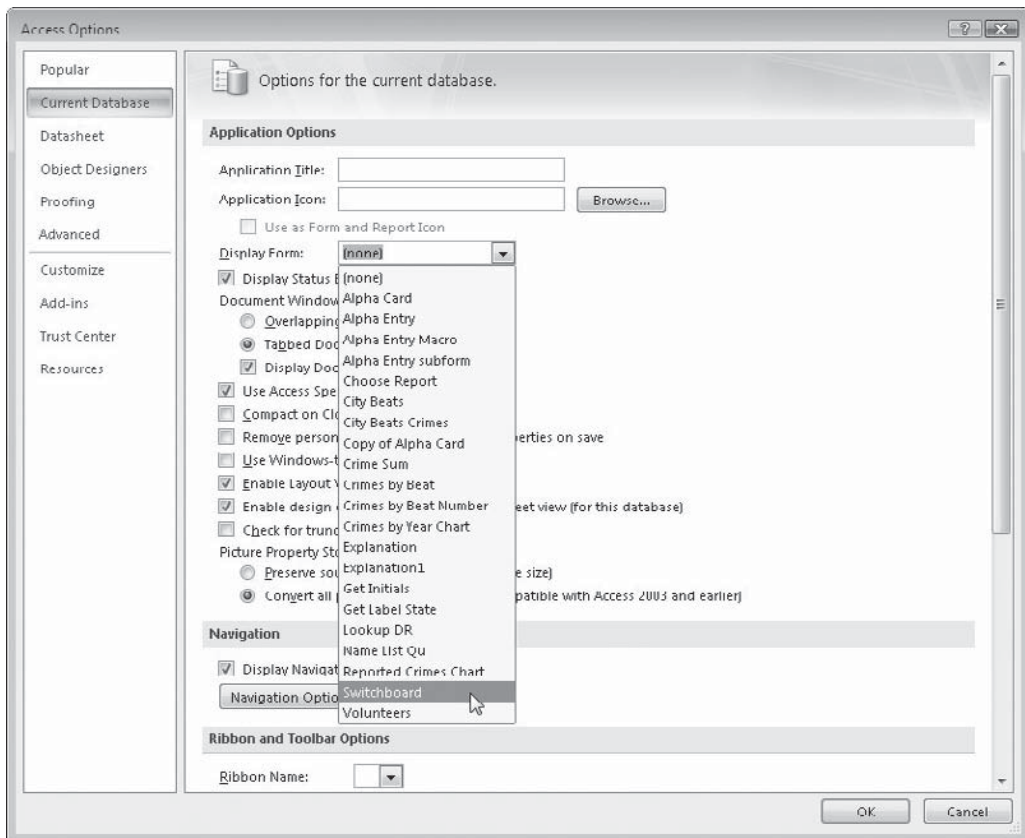 Access Options
Popular
Current Database
Datasheet
Object Designers
Proofing
Advanced
Customize
Add-ins
Trust Center
Resources
Options for the current database.
Application Options
Application Title:
Application Icon:
Browse...
Use as Form and Report Icon
Display Form:
(none)
Display Status B
Document Window
Overlapping
Tabbed Doc
Display Doc
Use Access Spe
Compact on Clo
Remove person
erties on save
Use Windows-t
Enable Layout V
Enable design
eet view (for this database)
Check for trunc
Picture Property Sto
Preserve sou
e size)
Convert all
patible with Access 2003 and earlier)
(none)
Alpha Card
Alpha Entry
Alpha Entry Macro
Alpha Entry subform
Choose Report
City Beats
City Beats Crimes
Copy of Alpha Card
Crime Sum
Crimes by Beat
Crimes by Beat Number
Crimes by Year Chart
Explanation
Explanation1
Get Initials
Get Label State
Lookup DR
Name List Qu
Reported Crimes Chart
Switchboard
Volunteers
Navigation
Display Navigat
Navigation Optio
Ribbon and Toolbar Options
Ribbon Name:
OK
Cancel